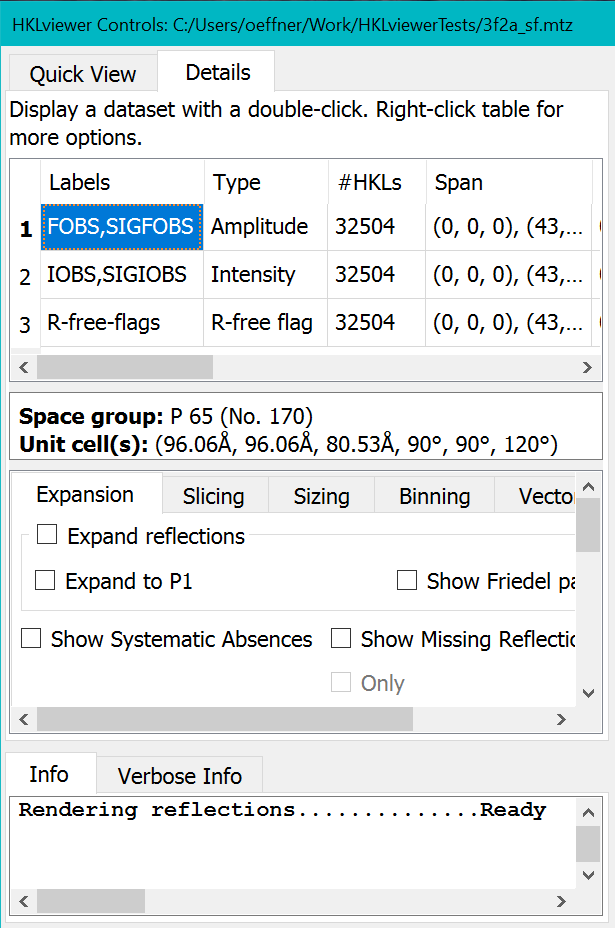 HKLviewer Controls: C:/Users/oeffner/Work/HKLviewerTests/3f2a_sf.mtz
Quick View Details
Display a dataset with a double-click. Right-click table for
more options.
Labels Type #HKLs Span
1 FOBS,SIGFOBS Amplitude 32504 (0, 0, 0), (43,...
2 IOBS,SIGIOBS Intensity 32504 (0, 0, 0), (43,...
3 R-free-flags R-free flag 32504 (0, 0, 0), (43,...
Space group: P 65 (No. 170)
Unit cell(s): (96.06Å, 96.06Å, 80.53Å, 90°, 90°, 120°)
Expansion Slicing Sizing Binning Vecto
Expand reflections
Expand to P1 Show Friedel pa
Show Systematic Absences Show Missing Reflectio
Only
Info Verbose Info
Rendering reflections..............Ready